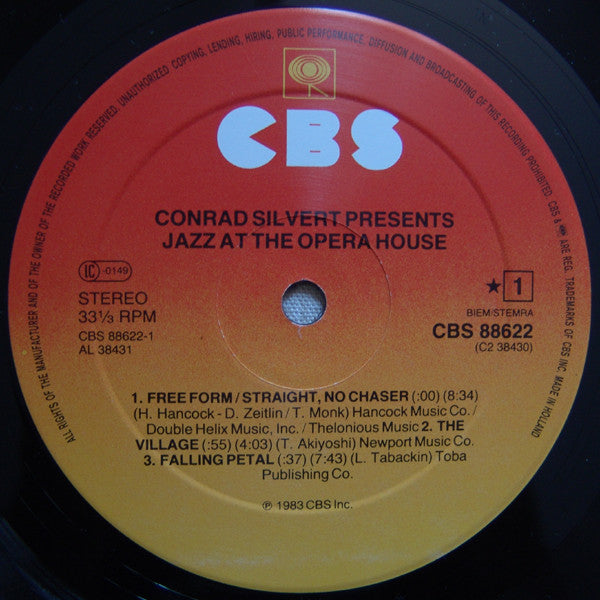 ALL RIGHTS OF THE MANUFACTURER AND OF THE OWNER OF THE RECORDED WORK RESERVED. UNAUTHORIZED COPYING, LENDING, HIRING, PUBLIC PERFORMANCE, DIFFUSION AND BROADCASTING OF THIS RECORDING PROHIBITED. CBS & ARE REG. TRADEMARKS OF CBS INC. MADE IN HOLLAND
CBS
CONRAD SILVERT PRESENTS
JAZZ AT THE OPERA HOUSE
IC -0149
★ 1
STEREO
BIEM/STEMRA
33⅓ RPM
CBS 88622
CBS 88622-1
(C2 38430)
AL 38431
1. FREE FORM / STRAIGHT, NO CHASER (:00) (8:34)
(H. Hancock - D. Zeitlin / T. Monk) Hancock Music Co. /
Double Helix Music, Inc. / Thelonious Music 2. THE
VILLAGE (:55) (4:03) (T. Akiyoshi) Newport Music Co.
3. FALLING PETAL (:37) (7:43) (L. Tabackin) Toba
Publishing Co.
℗ 1983 CBS Inc.